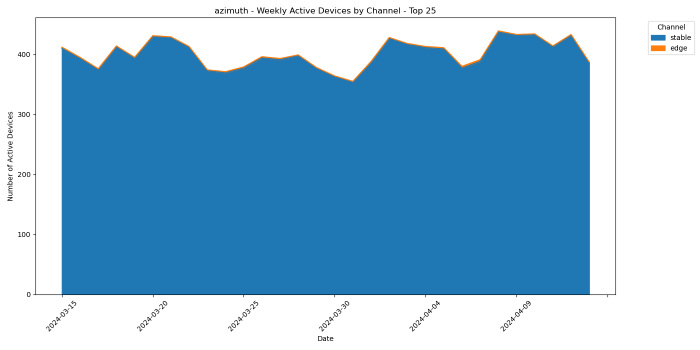 azimuth - Weekly Active Devices by Channel - Top 25
Channel
stable
edge
Number of Active Devices
400
300
200
100
0
2024-03-15
2024-03-20
2024-03-25
2024-03-30
2024-04-04
2024-04-09
Date